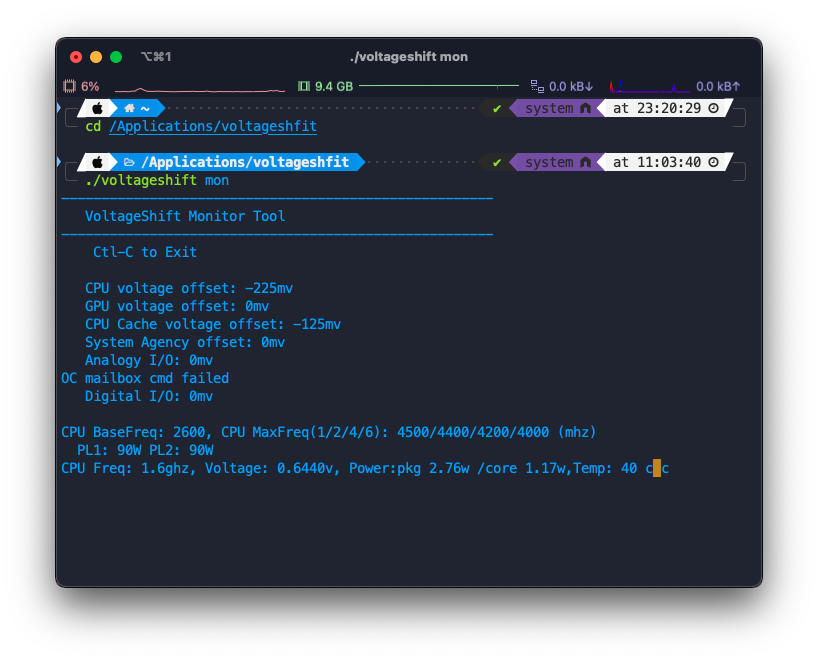 ⌥⌘1 ./voltageshift mon
6% 9.4 GB 0.0 kB↓ 0.0 kB↑
~ ✔ system at 23:20:29
cd /Applications/voltageshfit
/Applications/voltageshfit ✔ system at 11:03:40
./voltageshift mon
------------------------------------------------------
VoltageShift Monitor Tool
------------------------------------------------------
Ctl-C to Exit
CPU voltage offset: -225mv
GPU voltage offset: 0mv
CPU Cache voltage offset: -125mv
System Agency offset: 0mv
Analogy I/O: 0mv
OC mailbox cmd failed
Digital I/O: 0mv
CPU BaseFreq: 2600, CPU MaxFreq(1/2/4/6): 4500/4400/4200/4000 (mhz)
PL1: 90W PL2: 90W
CPU Freq: 1.6ghz, Voltage: 0.6440v, Power:pkg 2.76w /core 1.17w,Temp: 40 c c